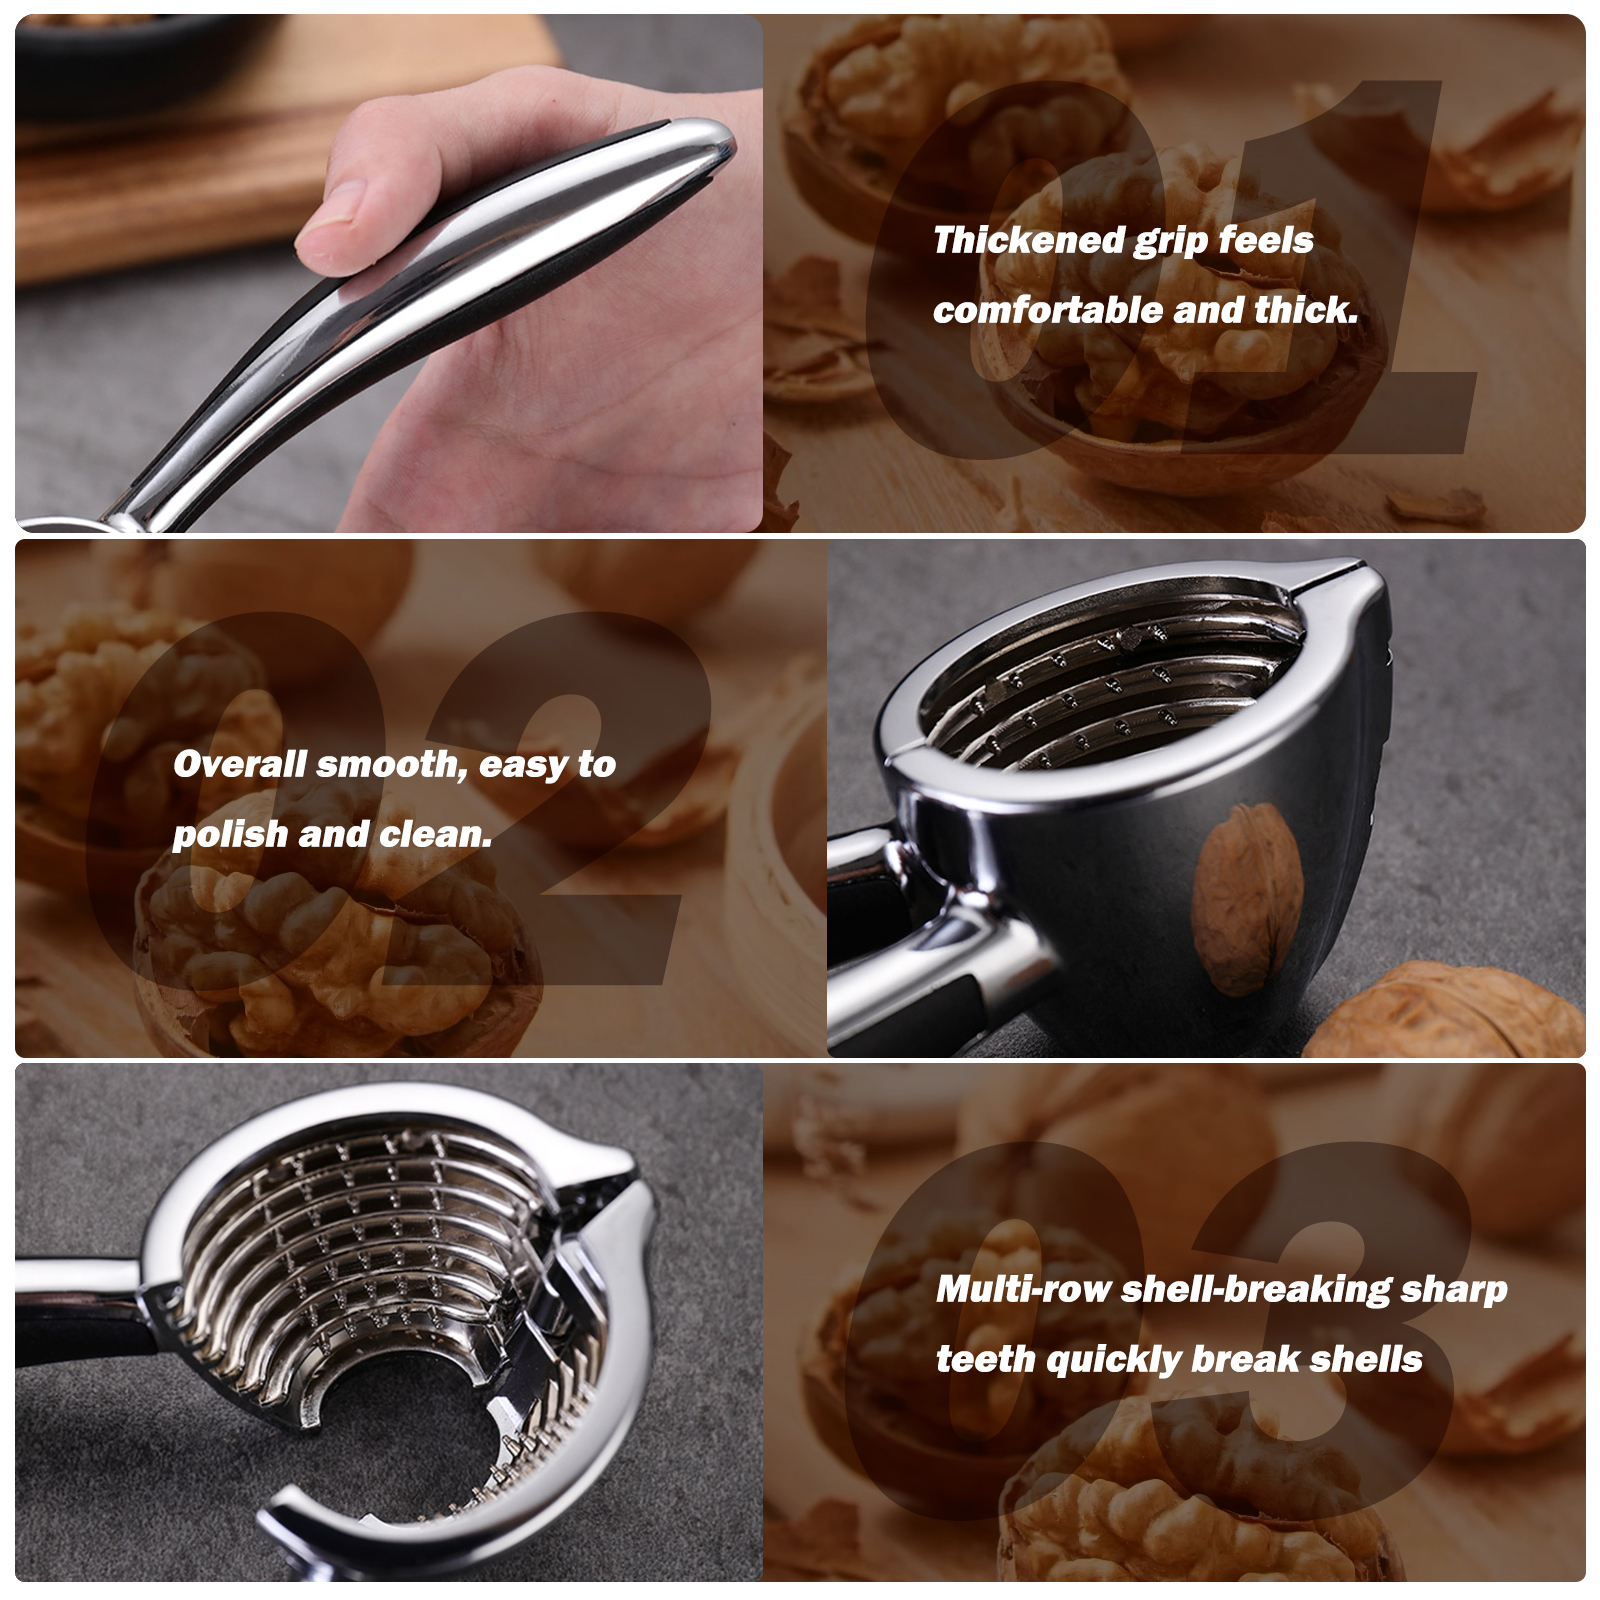 01
Thickened grip feels
comfortable and thick.
02
Overall smooth, easy to
polish and clean.
03
Multi-row shell-breaking sharp
teeth quickly break shells